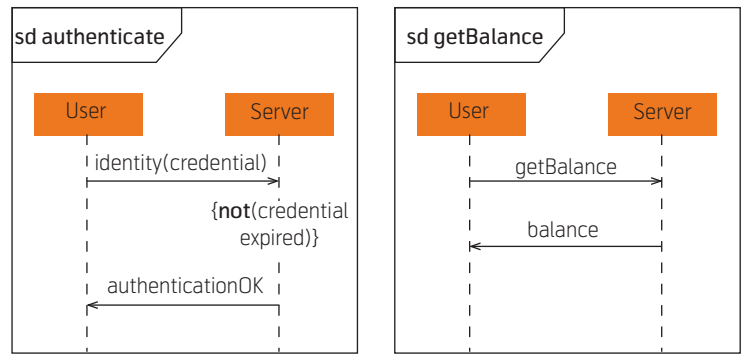 sd authenticate
User
Server
identity(credential)
{not(credential
expired)}
authenticationOK
sd getBalance
User
Server
getBalance
balance